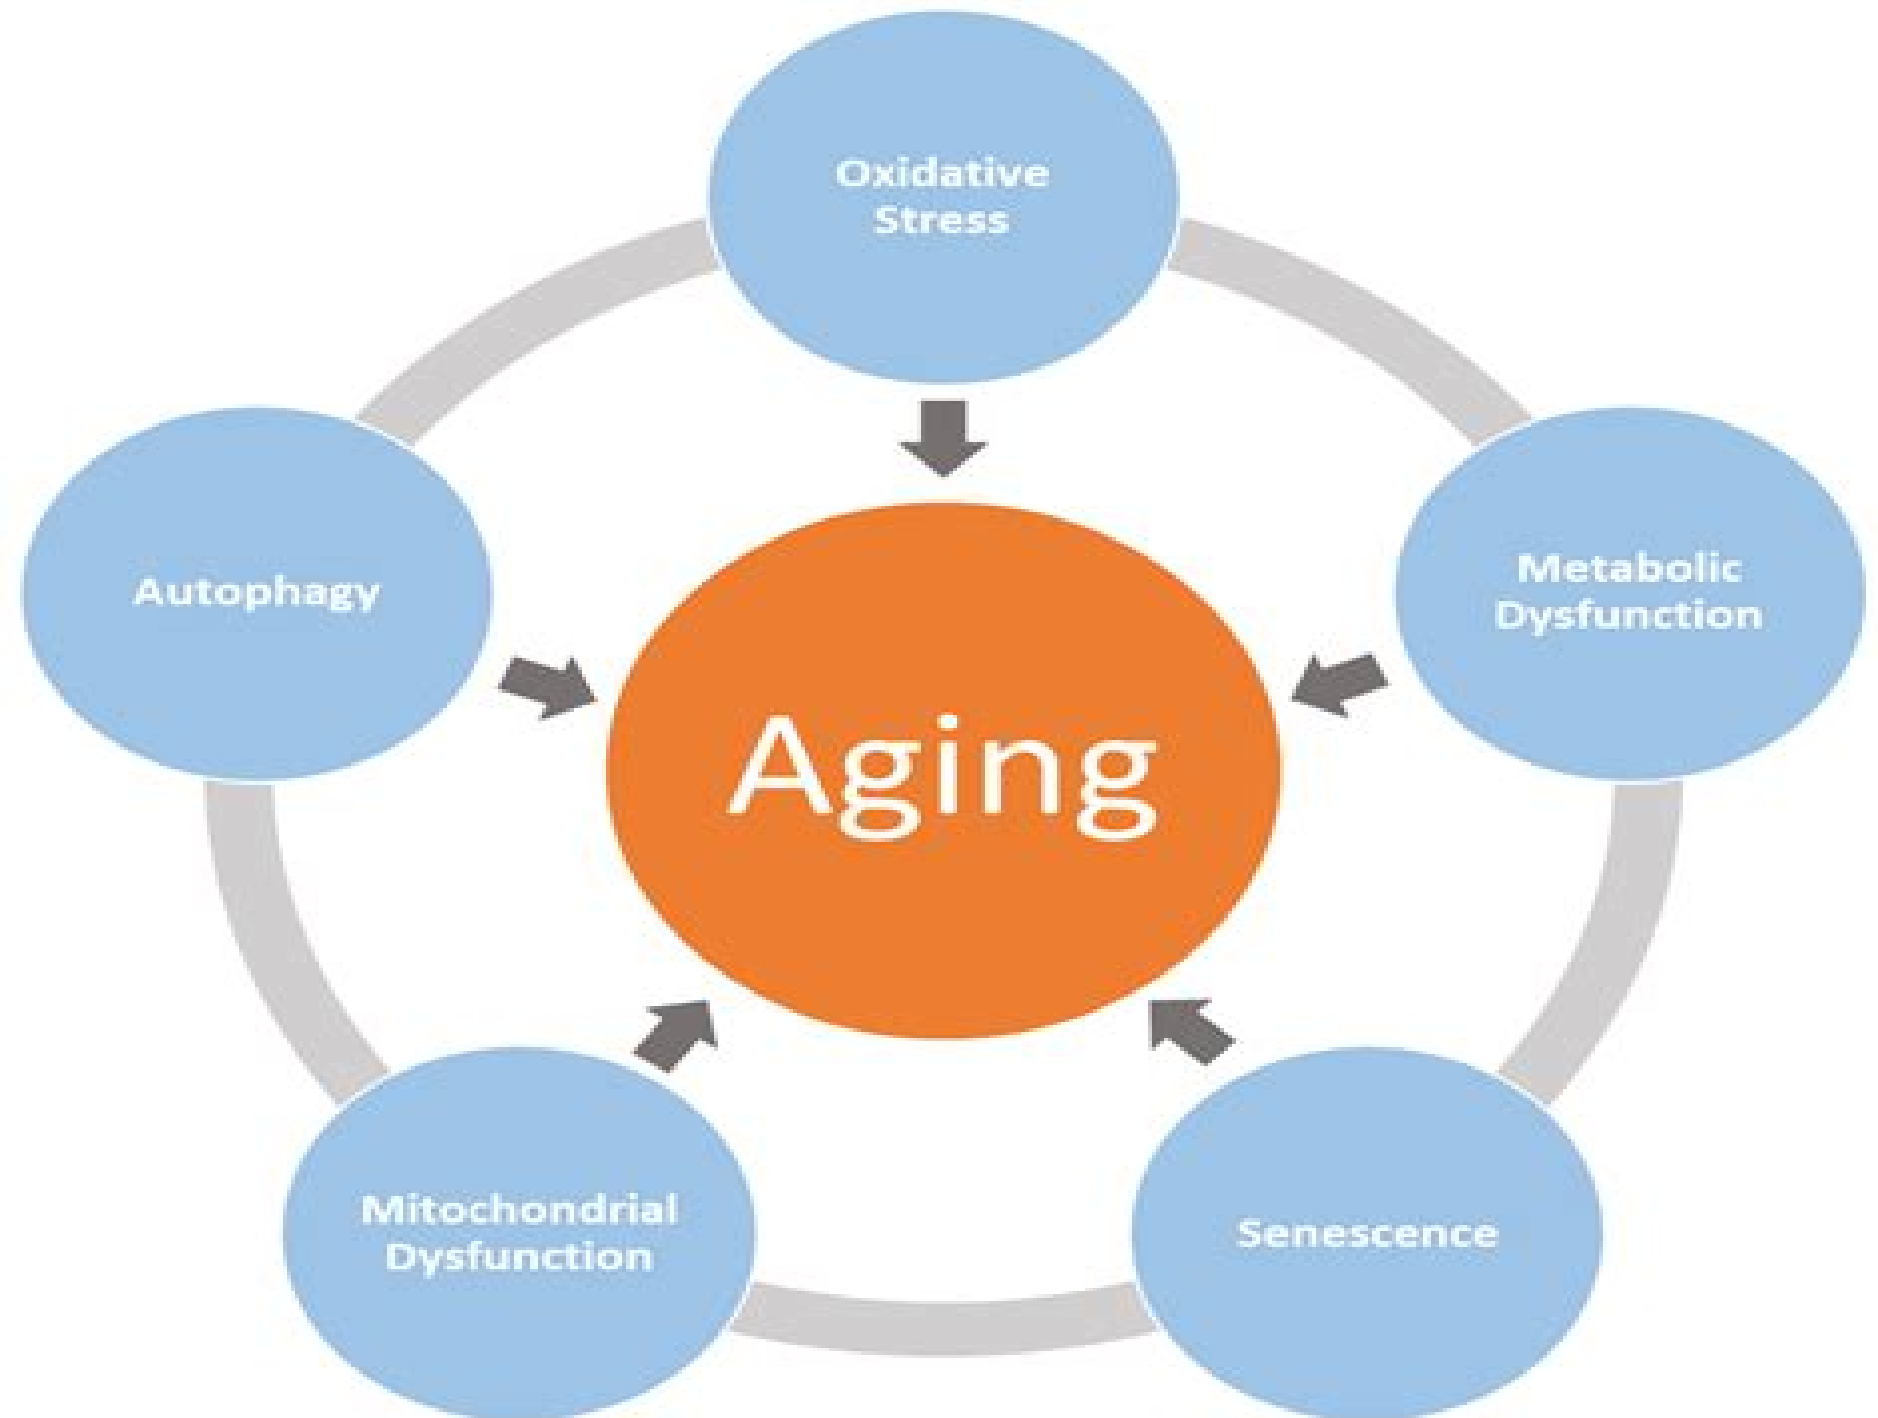 Oxidative
Stress
Metabolic
Dysfunction
Autophagy
Aging
Mitochondrial
Dysfunction
Senescence